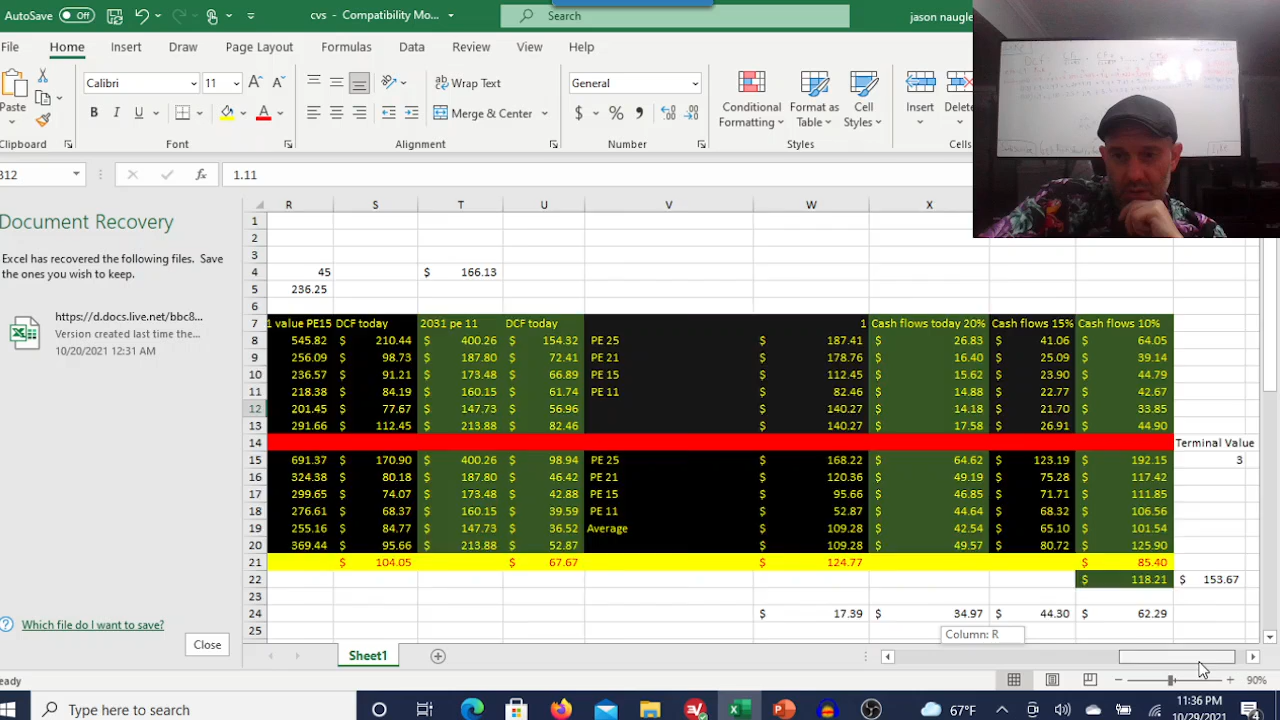 AutoSave Off cvs - Compatibility Mo... Search jason naugle
File Home Insert Draw Page Layout Formulas Data Review View Help
Paste Calibri 11 Wrap Text General Conditional Formatting Format as Table Cell Styles Insert Delete
B I U Merge & Center $ %
Clipboard Font Alignment Number Styles Cells
312 fx 1.11
Document Recovery
Excel has recovered the following files. Save
the ones you wish to keep.
https://d.docs.live.net/bbc8...
Version created last time the...
10/20/2021 12:31 AM
Which file do I want to save?
Close
R S T U V W X Y Z
1
2
3
4 45 $ 166.13
5 236.25
6
7 1 value PE15 DCF today 2031 pe 11 DCF today 1 Cash flows today 20% Cash flows 15% Cash flows 10%
8 545.82 $ 210.44 $ 400.26 $ 154.32 PE 25 $ 187.41 $ 26.83 $ 41.06 $ 64.05
9 256.09 $ 98.73 $ 187.80 $ 72.41 PE 21 $ 178.76 $ 16.40 $ 25.09 $ 39.14
10 236.57 $ 91.21 $ 173.48 $ 66.89 PE 15 $ 112.45 $ 15.62 $ 23.90 $ 44.79
11 218.38 $ 84.19 $ 160.15 $ 61.74 PE 11 $ 82.46 $ 14.88 $ 22.77 $ 42.67
12 201.45 $ 77.67 $ 147.73 $ 56.96 $ 140.27 $ 14.18 $ 21.70 $ 33.85
13 291.66 $ 112.45 $ 213.88 $ 82.46 $ 140.27 $ 17.58 $ 26.91 $ 44.90
14 Terminal Value
15 691.37 $ 170.90 $ 400.26 $ 98.94 PE 25 $ 168.22 $ 64.62 $ 123.19 $ 192.15 3
16 324.38 $ 80.18 $ 187.80 $ 46.42 PE 21 $ 120.36 $ 49.19 $ 75.28 $ 117.42
17 299.65 $ 74.07 $ 173.48 $ 42.88 PE 15 $ 95.66 $ 46.85 $ 71.71 $ 111.85
18 276.61 $ 68.37 $ 160.15 $ 39.59 PE 11 $ 52.87 $ 44.64 $ 68.32 $ 106.56
19 255.16 $ 84.77 $ 147.73 $ 36.52 Average $ 109.28 $ 42.54 $ 65.10 $ 101.54
20 369.44 $ 95.66 $ 213.88 $ 52.87 $ 109.28 $ 49.57 $ 80.72 $ 125.90
21 $ 104.05 $ 67.67 $ 124.77 $ 85.40
22 $ 118.21 $ 153.67
23
24 $ 17.39 $ 34.97 $ 44.30 $ 62.29
25
Column: R
Sheet1
eady 90%
Type here to search 67°F 11:36 PM
10/29/2021